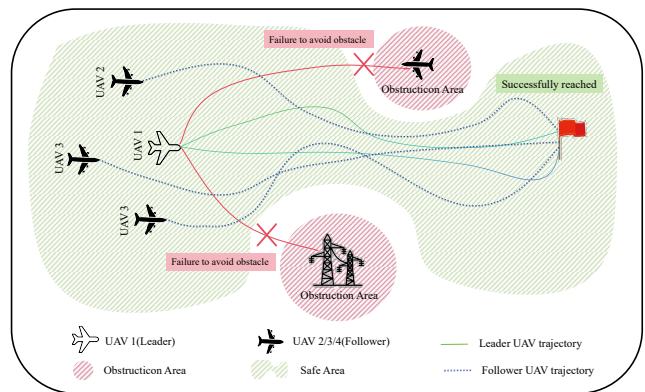 Failure to avoid obstacle
UAV 2
Obstructicon Area
Successfully reached
UAV 1
UAV 3
UAV 3
Failure to avoid obstacle
Obstruction Area
UAV 1(Leader)
UAV 2/3/4(Follower)
Leader UAV trajectory
Obstructicon Area
Safe Area
Follower UAV trajectory